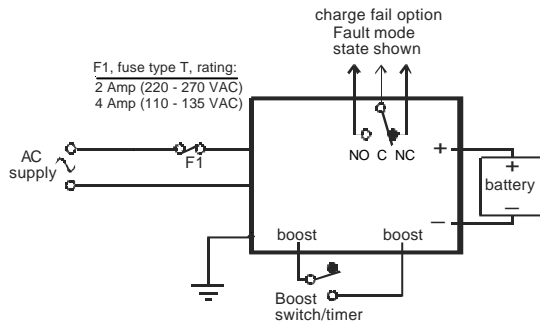 charge fail option
Fault mode
state shown
F1, fuse type T, rating:
2 Amp (220 - 270 VAC)
4 Amp (110 - 135 VAC)
AC
supply
F1
NO C NC
+
−
+
battery
−
boost
boost
Boost
switch/timer